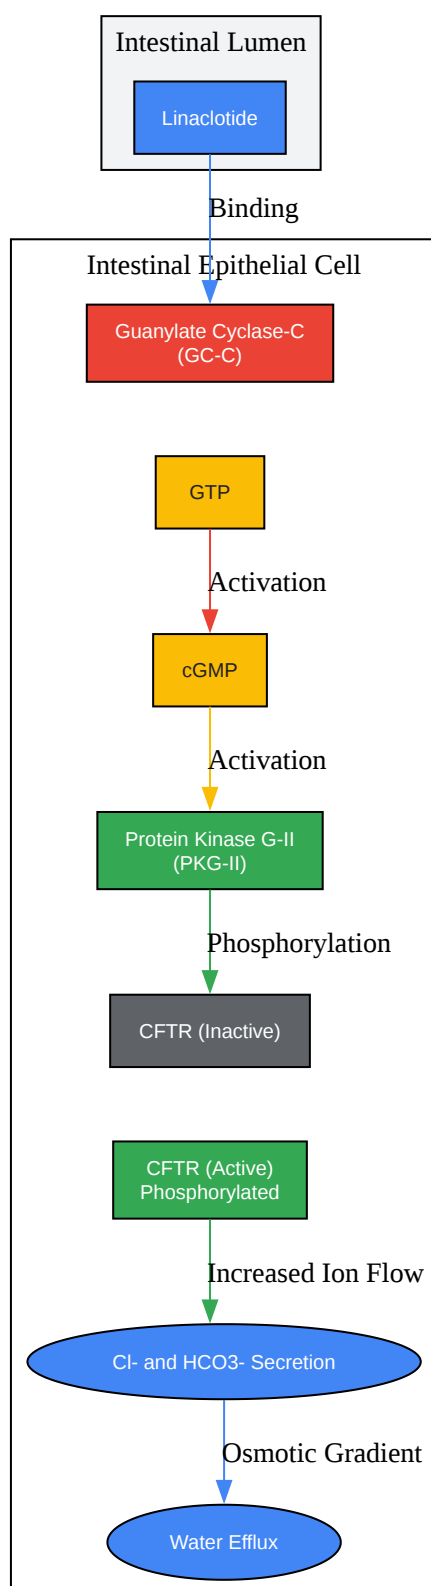 Intestinal Lumen
Linaclotide
Binding
Intestinal Epithelial Cell
Guanylate Cyclase-C
(GC-C)
GTP
Activation
cGMP
Activation
Protein Kinase G-II
(PKG-II)
Phosphorylation
CFTR (Inactive)
CFTR (Active)
Phosphorylated
Increased Ion Flow
Cl- and HCO3- Secretion
Osmotic Gradient
Water Efflux